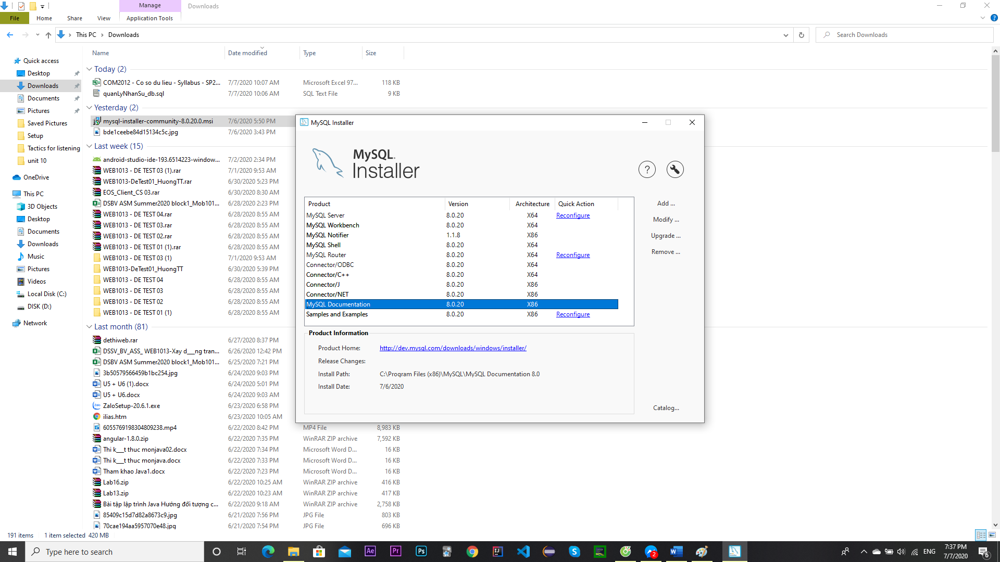 Manage
Downloads
File
Home
Share
View
Application Tools
This PC
Downloads
Search Downloads
Name
Date modified
Type
Size
Quick access
Desktop
Downloads
Documents
Pictures
Saved Pictures
Setup
Tactics for listening
unit 10
OneDrive
This PC
3D Objects
Desktop
Documents
Downloads
Music
Pictures
Videos
Local Disk (C:)
DISK (D:)
Network
Today (2)
COM2012 - Co so du lieu - Syllabus - SP2... 7/7/2020 10:07 AM Microsoft Excel 97... 118 KB
quanLyNhanSu_db.sql 7/7/2020 10:06 AM SQL Text File 9 KB
Yesterday (2)
mysql-installer-community-8.0.20.0.msi 7/6/2020 5:50 PM
bde1ceebe84d15134c5c.jpg 7/6/2020 3:43 PM
Last week (15)
android-studio-ide-193.6514223-window... 7/2/2020 2:34 PM
WEB1013 - DE TEST 03 (1).rar 7/1/2020 9:53 AM
WEB1013-DeTest01_HuongTT.rar 6/30/2020 5:23 PM
EOS_Client_CS 03.rar 6/30/2020 8:30 AM
DSBV ASM Summer2020 block1_Mob101... 6/28/2020 2:23 PM
WEB1013 - DE TEST 04.rar 6/28/2020 8:55 AM
WEB1013 - DE TEST 03.rar 6/28/2020 8:55 AM
WEB1013 - DE TEST 02.rar 6/28/2020 8:55 AM
WEB1013 - DE TEST 01 (1).rar 6/28/2020 8:55 AM
WEB1013 - DE TEST 03 (1) 7/1/2020 9:53 AM
WEB1013-DeTest01_HuongTT 6/30/2020 5:39 PM
WEB1013 - DE TEST 04 6/28/2020 8:55 AM
WEB1013 - DE TEST 03 6/28/2020 8:55 AM
WEB1013 - DE TEST 02 6/28/2020 8:55 AM
WEB1013 - DE TEST 01 (1) 6/28/2020 8:55 AM
Last month (81)
dethiweb.rar 6/27/2020 8:37 PM
DSSV_BV_ASS_ WEB1013-Xay d___ng tran... 6/26/2020 12:42 PM
DSBV ASM Summer2020 block1_Mob101... 6/25/2020 7:21 PM
3b50579566459b1bc254.jpg 6/24/2020 9:03 PM
U5 + U6 (1).docx 6/24/2020 5:01 PM
U5 + U6.docx 6/24/2020 9:03 AM
ZaloSetup-20.6.1.exe 6/23/2020 6:58 PM
ilias.htm 6/23/2020 10:05 AM
6055769198304809238.mp4 6/22/2020 8:42 PM MP4 File 8,983 KB
angular-1.8.0.zip 6/22/2020 7:35 PM WinRAR ZIP archive 7,592 KB
Thi k___t thuc monjava02.docx 6/22/2020 7:34 PM Microsoft Word D... 16 KB
Thi k___t thuc monjava.docx 6/22/2020 7:33 PM Microsoft Word D... 16 KB
Tham khao Java1.docx 6/22/2020 7:23 PM Microsoft Word D... 16 KB
Lab16.zip 6/22/2020 10:25 AM WinRAR ZIP archive 416 KB
Lab13.zip 6/22/2020 10:23 AM WinRAR ZIP archive 417 KB
Bài tập lập trình Java Hướng đối tượng c... 6/22/2020 9:18 AM WinRAR ZIP archive 2,758 KB
85409c15d7d82a8673c9.jpg 6/21/2020 7:56 PM JPG File 803 KB
70cae194aa5957070e48.jpg 6/21/2020 7:54 PM JPG File 696 KB
MySQL Installer
MySQL.
Installer
?
Product Version Architecture Quick Action
MySQL Server 8.0.20 X64 Reconfigure
MySQL Workbench 8.0.20 X64
MySQL Notifier 1.1.8 X86
MySQL Shell 8.0.20 X64
MySQL Router 8.0.20 X64 Reconfigure
Connector/ODBC 8.0.20 X64
Connector/C++ 8.0.20 X64
Connector/J 8.0.20 X86
Connector/NET 8.0.20 X86
MySQL Documentation 8.0.20 X86
Samples and Examples 8.0.20 X86 Reconfigure
Add ...
Modify ...
Upgrade ...
Remove ...
Catalog...
Product Information
Product Home: http://dev.mysql.com/downloads/windows/installer/
Release Changes:
Install Path: C:\Program Files (x86)\MySQL\MySQL Documentation 8.0
Install Date: 7/6/2020
191 items 1 item selected 420 MB
Type here to search
Ae
Pr
Ps
IJ
S
2
W
ENG
7:37 PM
7/7/2020
6